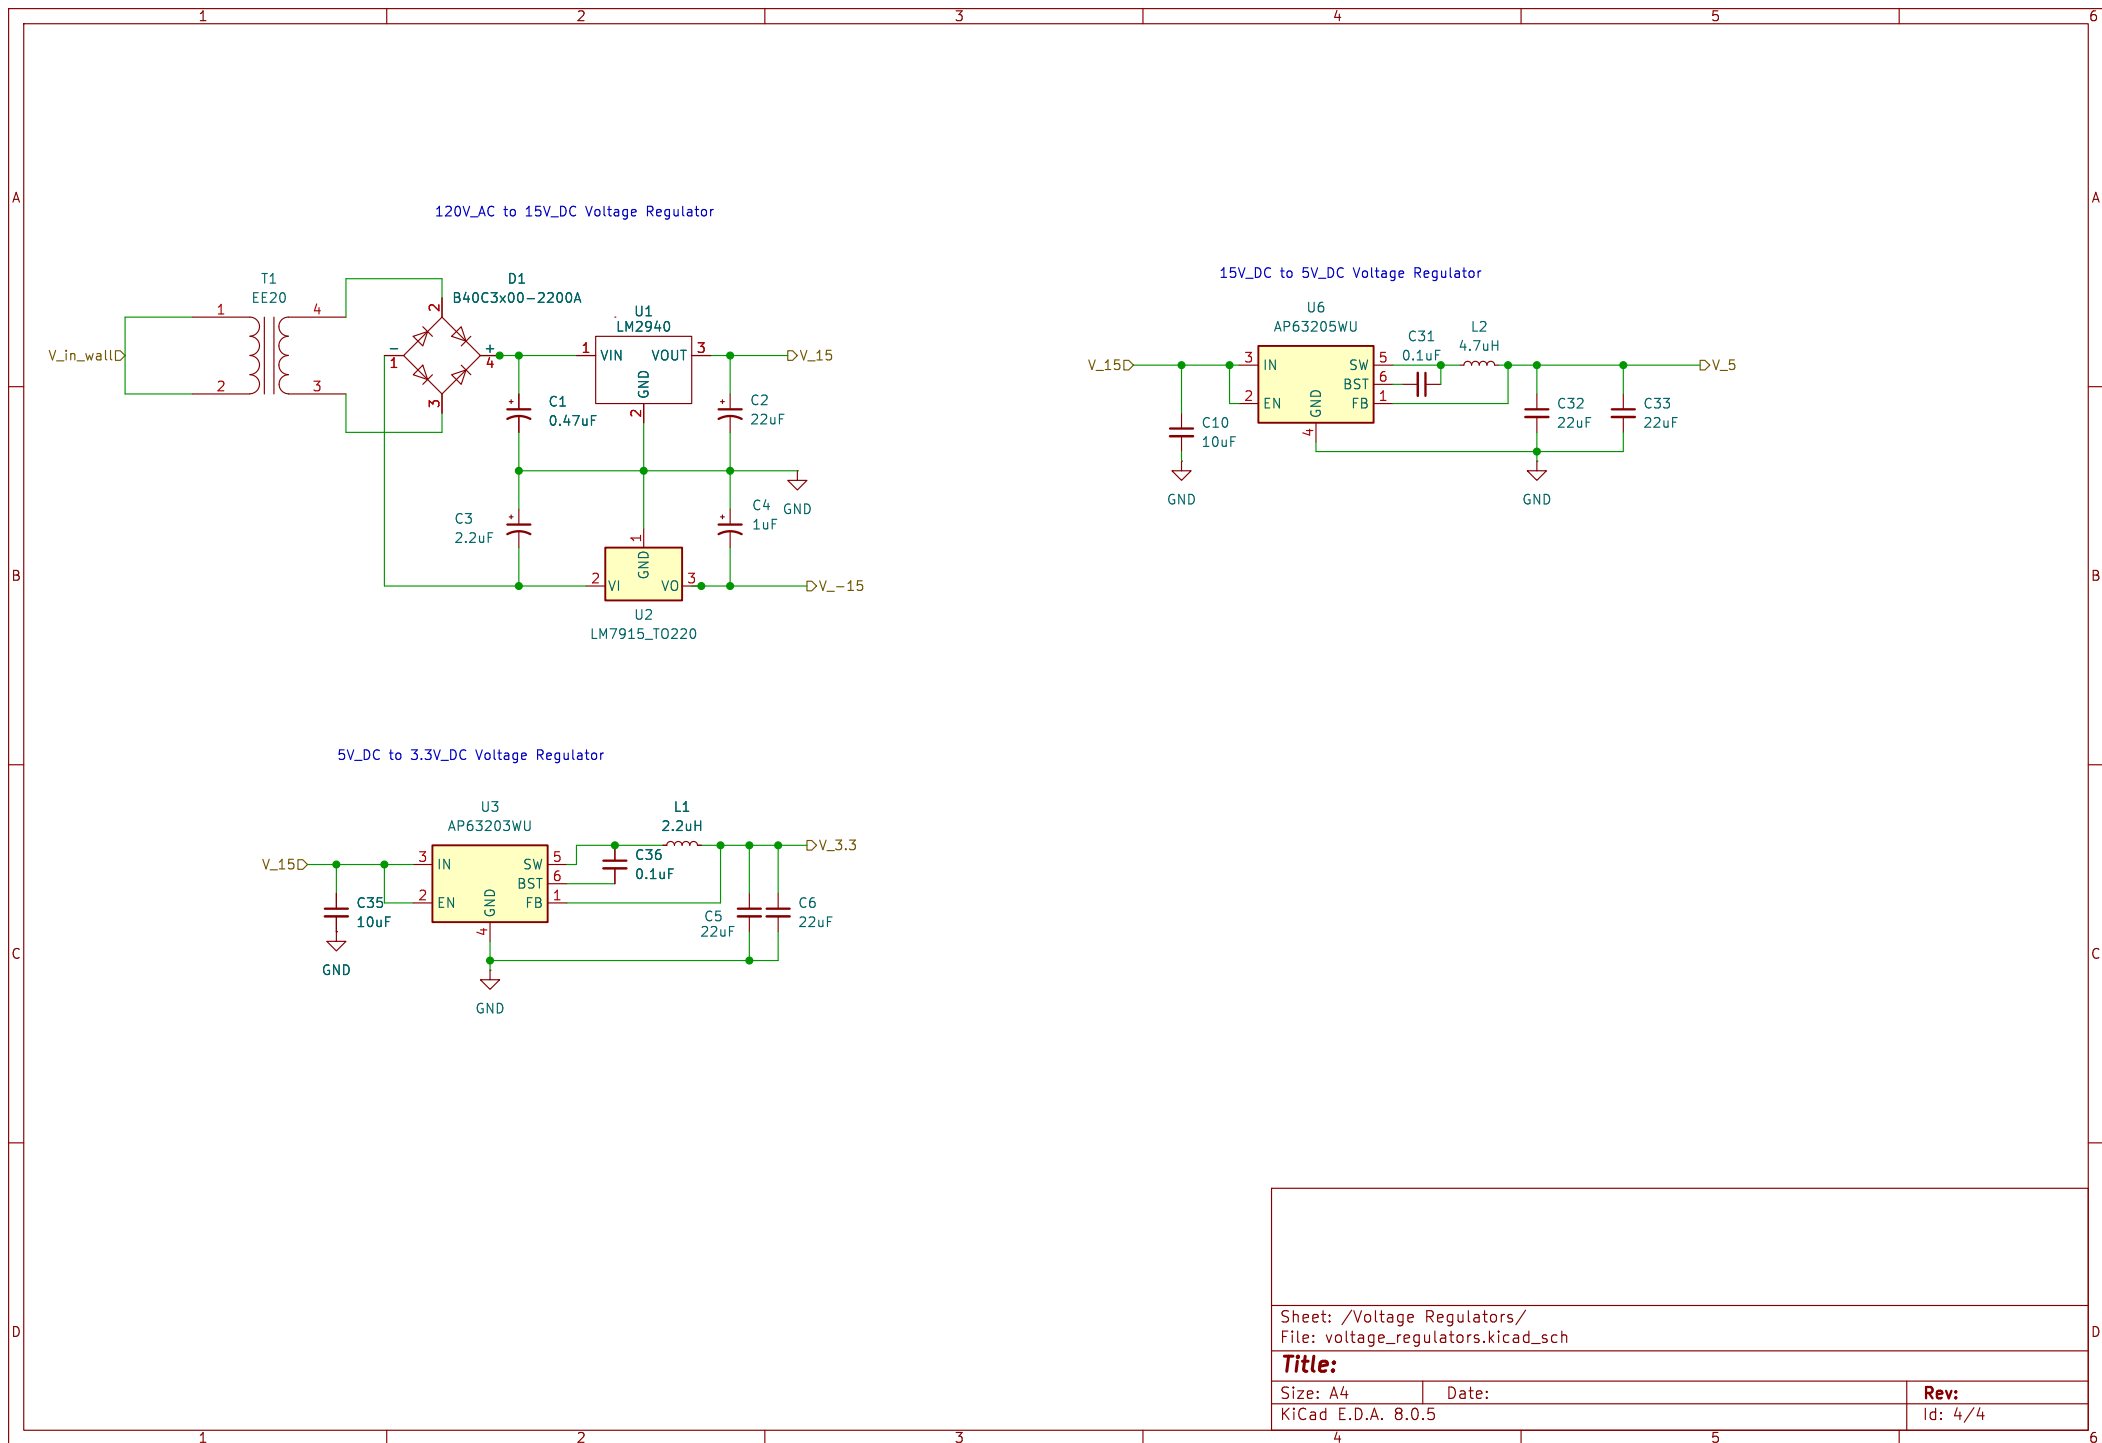 1 2 3 4 5 6
A A
B B
C C
D D
1 2 3 4 5 6
120V_AC to 15V_DC Voltage Regulator
T1
EE20
1
2
4
3
V_in_wall
D1
B40C3x00-2200A
2
-
1
+
4
3
U1
LM2940
1 VIN VOUT 3
GND
2
V_15
C1
0.47uF
C2
22uF
GND
C3
2.2uF
C4
1uF
1
GND
2 VI VO 3
V_-15
U2
LM7915_TO220
15V_DC to 5V_DC Voltage Regulator
U6
AP63205WU
V_15
3 IN SW 5
BST 6
2 EN FB 1
GND
4
C31
0.1uF
L2
4.7uH
V_5
C10
10uF
GND
C32
22uF
C33
22uF
GND
5V_DC to 3.3V_DC Voltage Regulator
U3
AP63203WU
V_15
3 IN SW 5
BST 6
2 EN FB 1
GND
4
L1
2.2uH
V_3.3
C36
0.1uF
C35
10uF
GND
C5
22uF
C6
22uF
GND
Sheet: /Voltage Regulators/
File: voltage_regulators.kicad_sch
Title:
Size: A4 Date: Rev:
KiCad E.D.A. 8.0.5 Id: 4/4